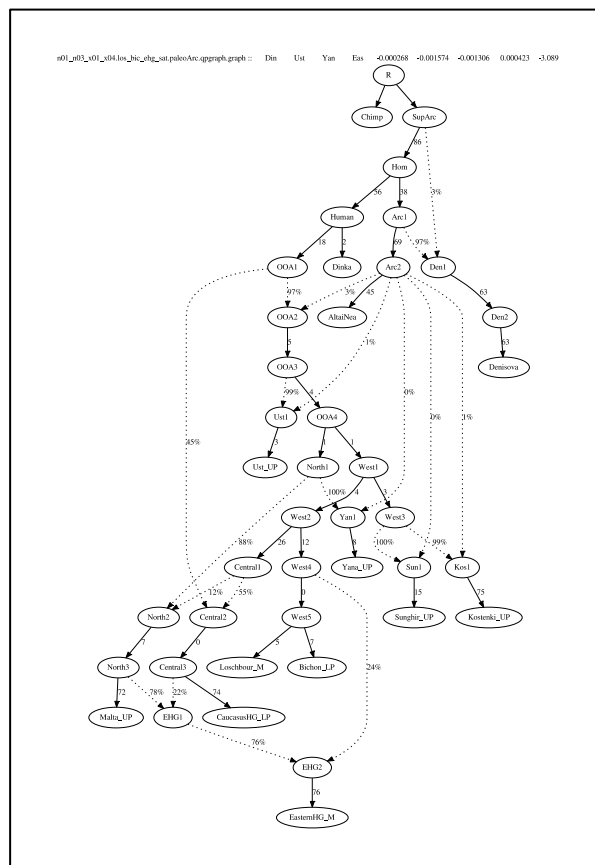 n01_n03_x01_x04.los_bic_ehg_sat.paleoArc.qpgraph.graph :: Din Ust Yan Eas -0.000268 -0.001574 -0.001306 0.000423 -3.089
R
Chimp SupArc
86
Hom
56 38 3%
Human Arc1
18 2 69 97%
OOA1 Dinka Arc2 Den1
97% 3% 45 63
OOA2 AltaiNea Den2
5 1% 63
OOA3 Denisova
99% 4 0%
Ust1 OOA4 0% 1%
45% 3 1 1
Ust_UP North1 West1
100% 4 3
West2 Yan1 West3
88% 26 12 8 100% 99%
Central1 West4 Yana_UP Sun1 Kos1
12% 55% 0 15 75
North2 Central2 West5 Sunghir_UP Kostenki_UP
7 0 5 7 24%
North3 Central3 Loschbour_M Bichon_LP
72 78% 22% 74
Malta_UP EHG1 CaucasusHG_LP
76%
EHG2
76
EasternHG_M